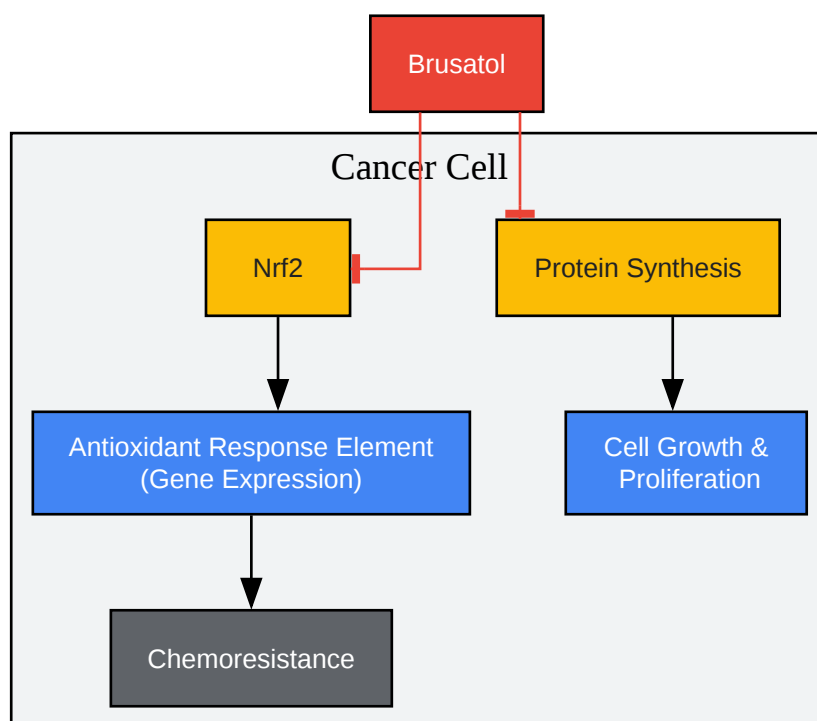 Brusatol
Cancer Cell
Nrf2
Protein Synthesis
Antioxidant Response Element
(Gene Expression)
Cell Growth &
Proliferation
Chemoresistance